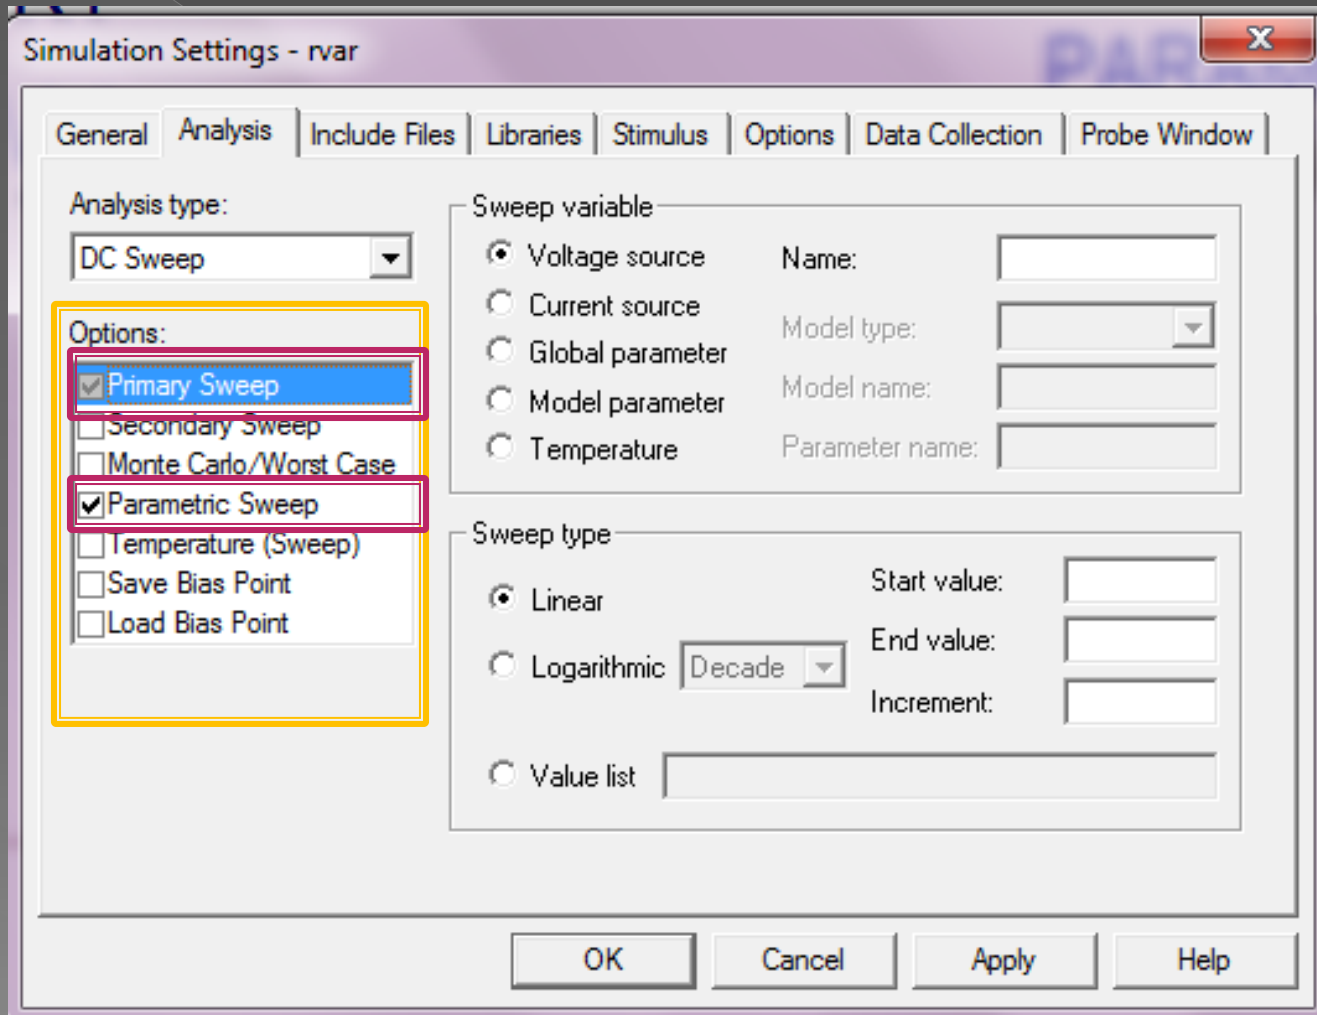 Simulation Settings - rvar
General Analysis Include Files Libraries Stimulus Options Data Collection Probe Window
Analysis type:
DC Sweep
Options:
Primary Sweep
Secondary Sweep
Monte Carlo/Worst Case
Parametric Sweep
Temperature (Sweep)
Save Bias Point
Load Bias Point
Sweep variable
Voltage source
Current source
Global parameter
Model parameter
Temperature
Name:
Model type:
Model name:
Parameter name:
Sweep type
Linear
Logarithmic Decade
Value list
Start value:
End value:
Increment:
OK Cancel Apply Help